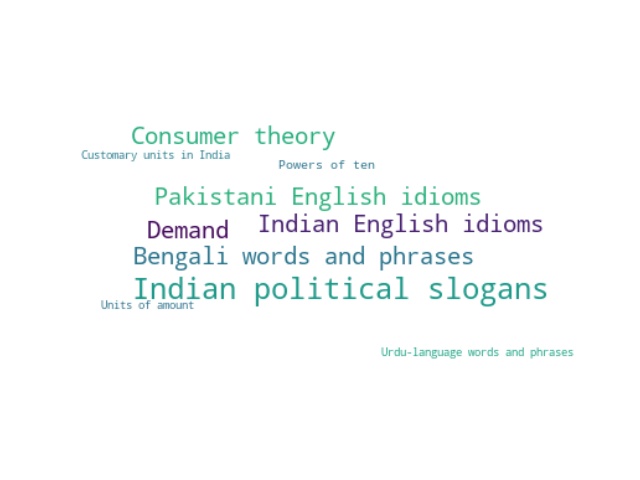 Consumer theory
Customary units in India
Powers of ten
Pakistani English idioms
Indian English idioms
Demand
Bengali words and phrases
Indian political slogans
Units of amount
Urdu-language words and phrases